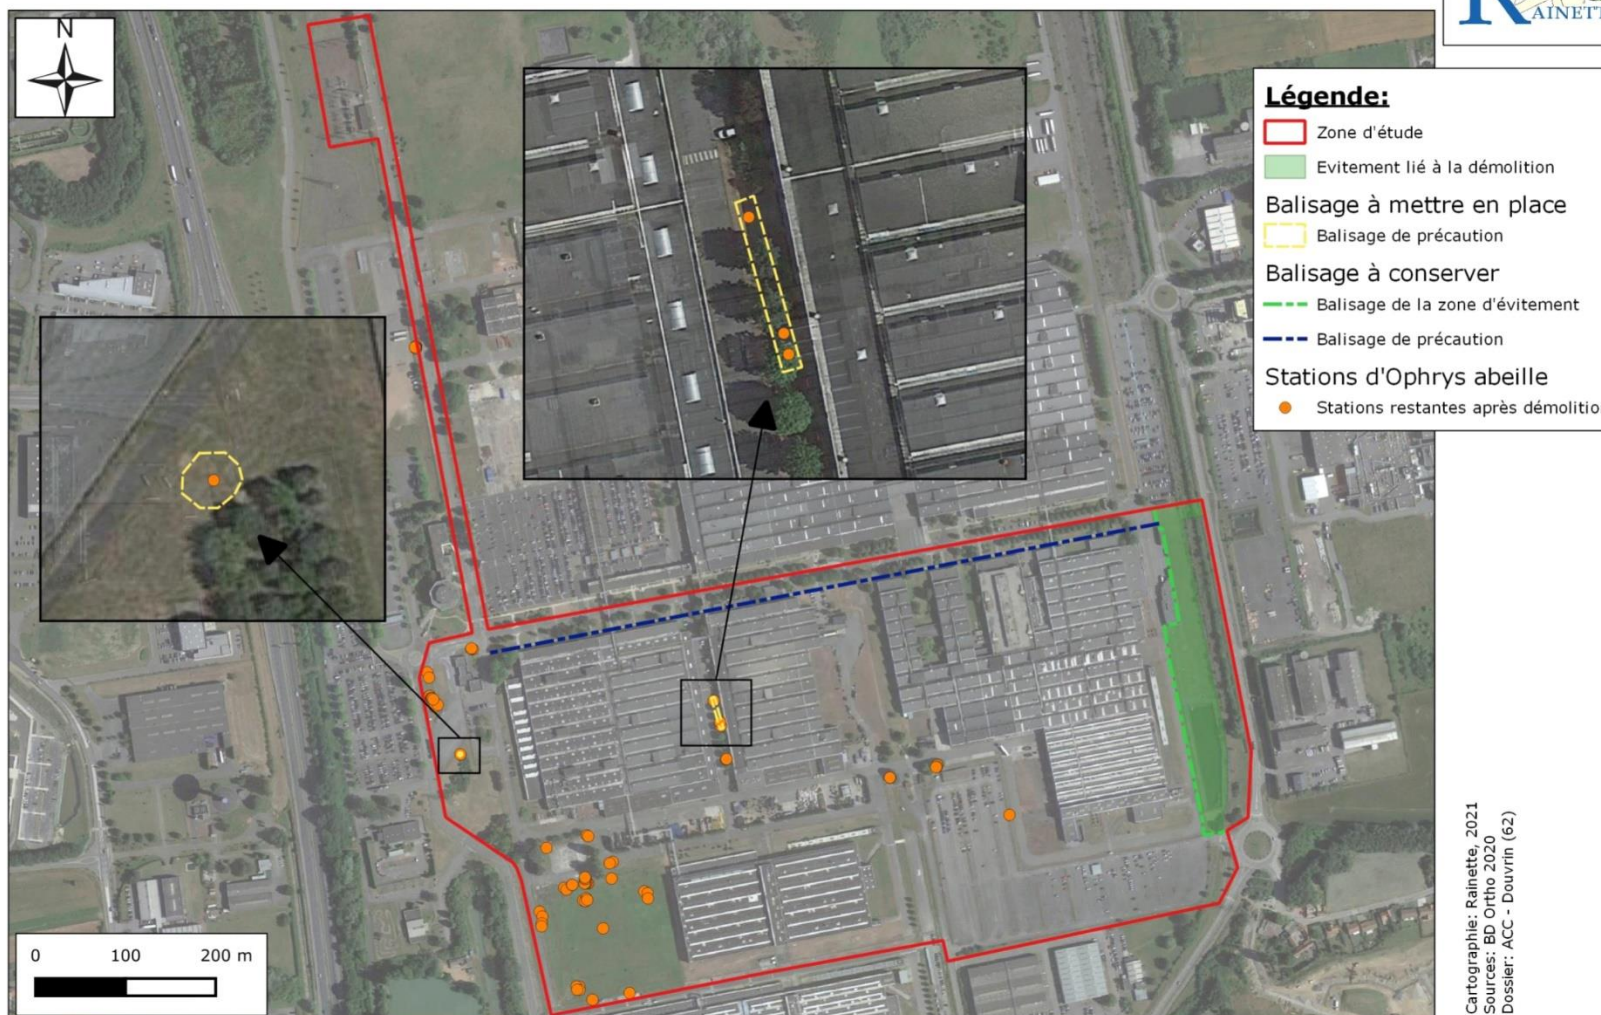 N
AINETT
Légende:
Zone d'étude
Evitement lié à la démolition
Balisage à mettre en place
Balisage de précaution
Balisage à conserver
Balisage de la zone d'évitement
Balisage de précaution
Stations d'Ophrys abeille
Stations restantes après démolitio
0 100 200 m
Cartographie: Rainette, 2021
Sources: BD Ortho 2020
Dossier: ACC - Douvrin (62)